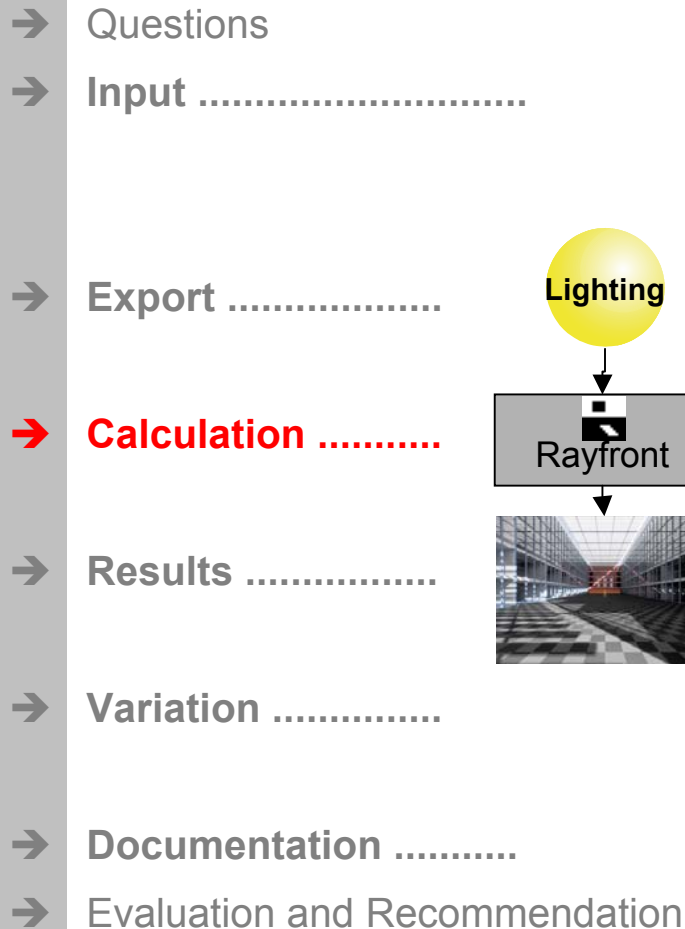 ➔ Questions
➔ Input .............................
➔ Export ...................
Lighting
➔ Calculation ...........
Rayfront
➔ Results .................
➔ Variation ...............
➔ Documentation ...........
➔ Evaluation and Recommendation